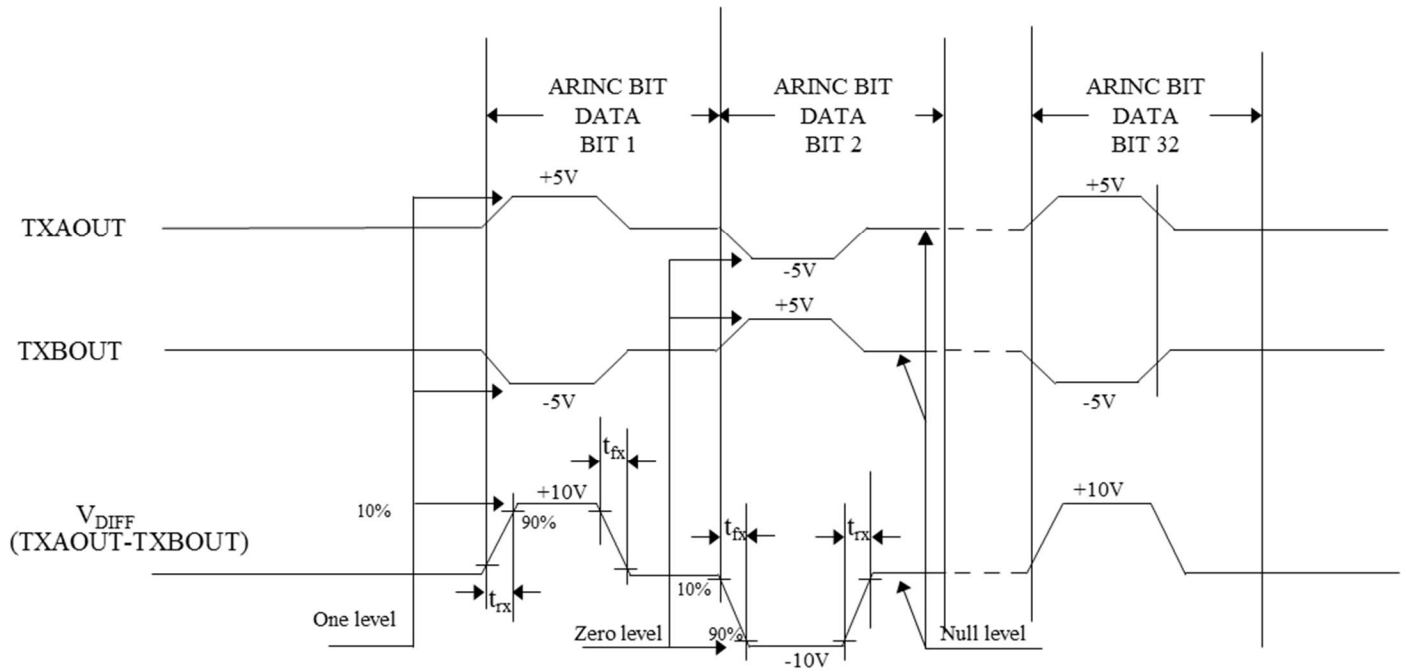 ARINC BIT
DATA
BIT 1
ARINC BIT
DATA
BIT 2
ARINC BIT
DATA
BIT 32
+5V
+5V
TXAOUT
-5V
+5V
TXBOUT
-5V
-5V
tfx
+10V
+10V
10%
90%
VDIFF
(TXAOUT-TXBOUT)
tfx
trx
10%
trx
One level
Zero level
90%
-10V
Null level